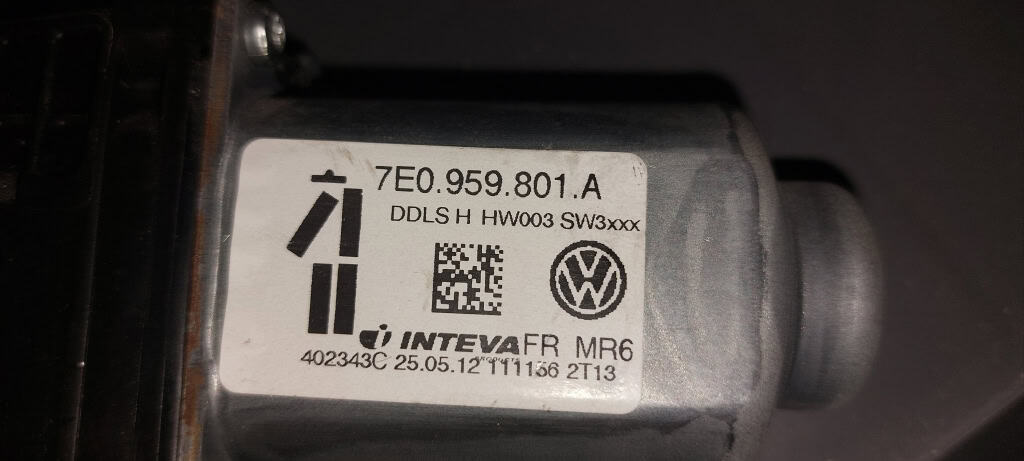 7E0.959.801.A
DDLS H HW003 SW3xxx
INTEVA FR MR6
402343C 25.05.12 111136 2T13